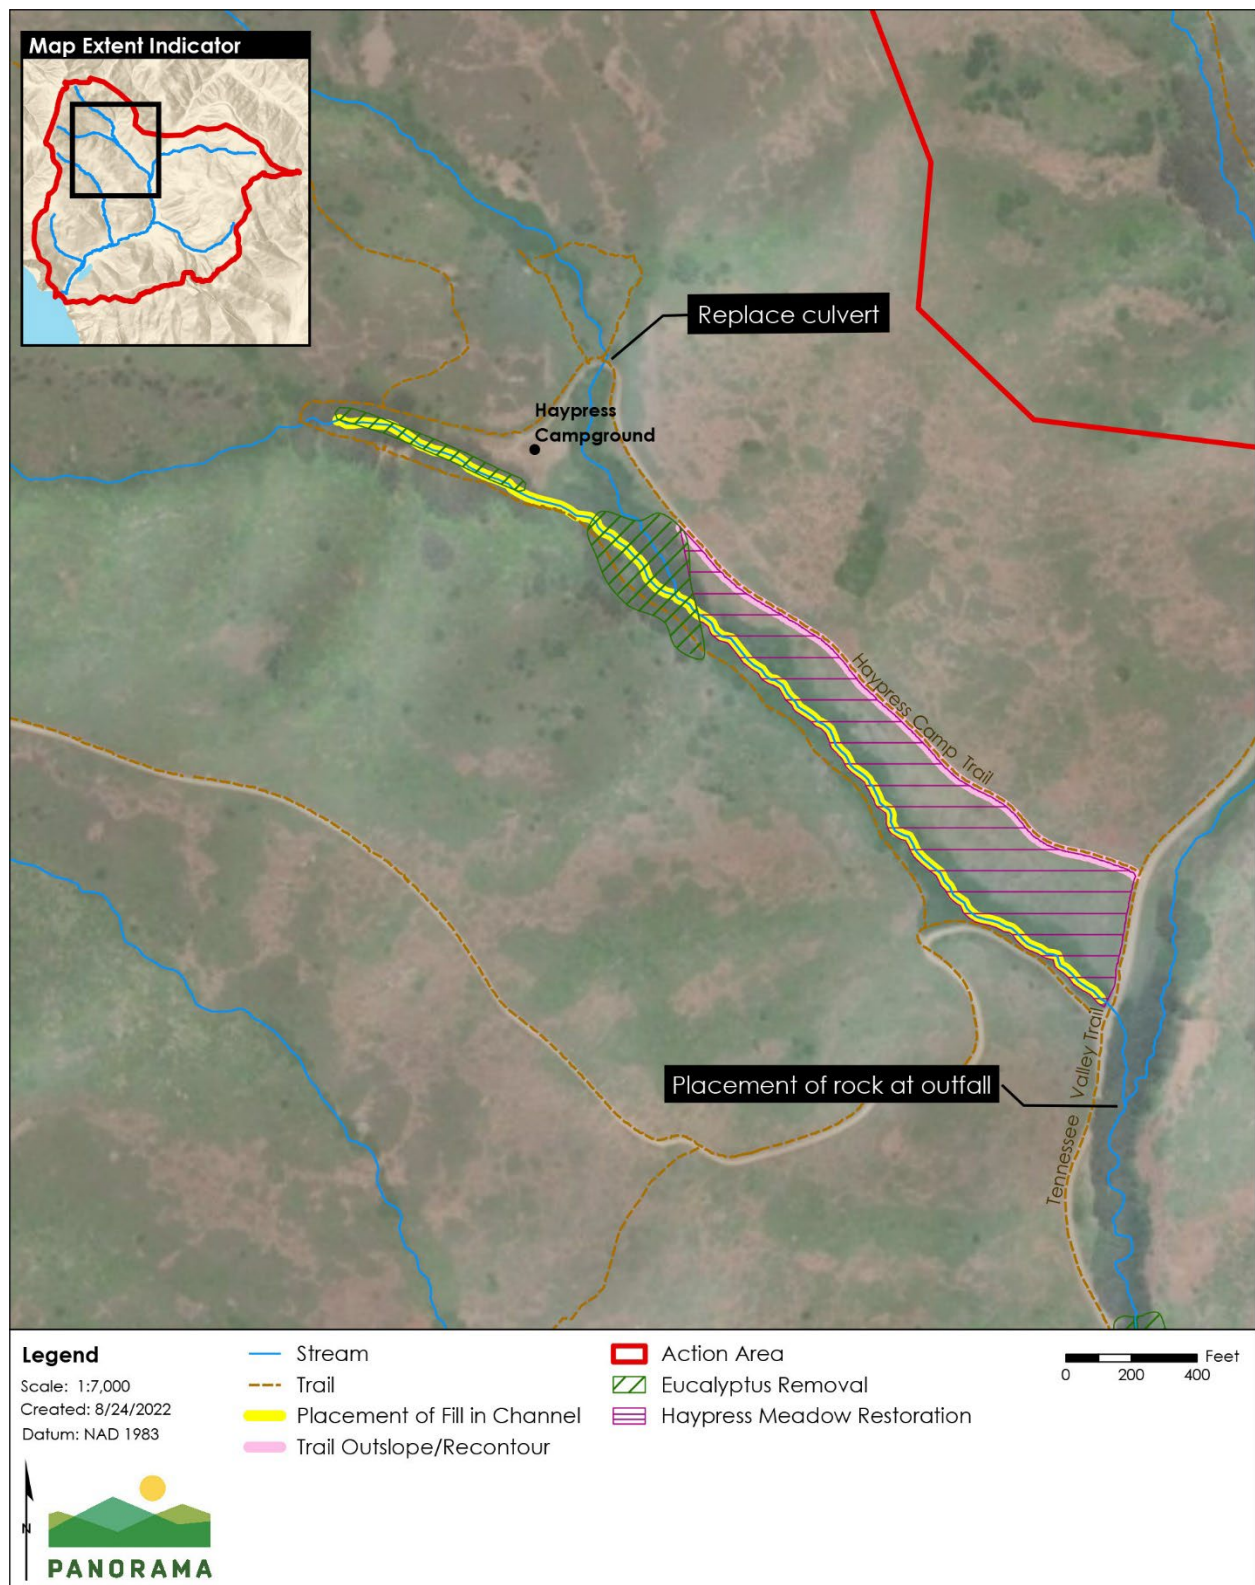 Map Extent Indicator
Replace culvert
Haypress
Campground
Haypress Camp Trail
Placement of rock at outfall
Tennessee Valley Trail
Legend
Scale: 1:7,000
Created: 8/24/2022
Datum: NAD 1983
N
PANORAMA
Stream
Trail
Placement of Fill in Channel
Trail Outslope/Recontour
Action Area
Eucalyptus Removal
Haypress Meadow Restoration
Feet
0 200 400